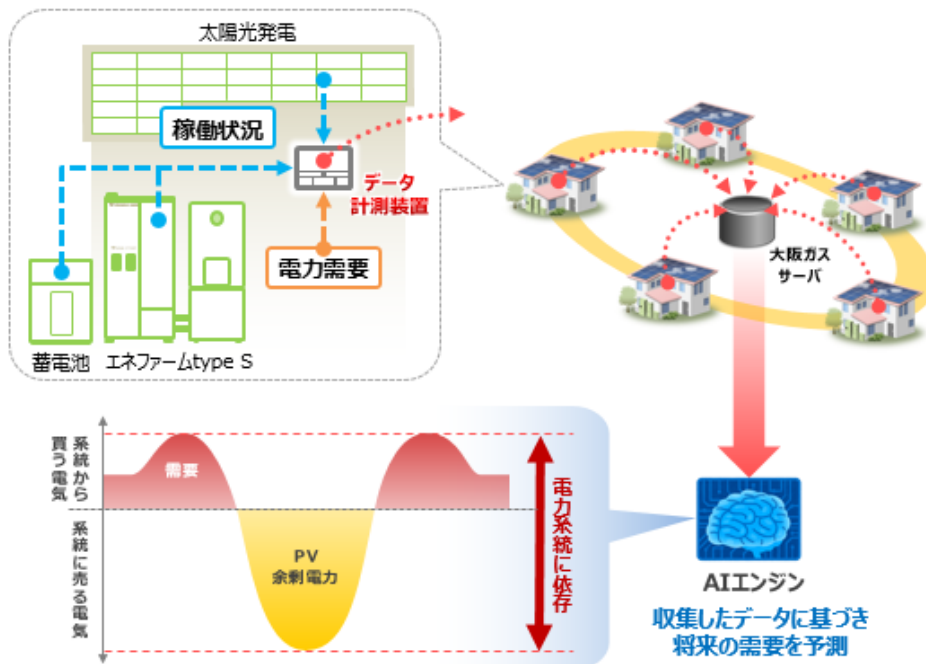 太陽光発電
稼働状況
データ
計測装置
電力需要
蓄電池
エネファームtype S
大阪ガス
サーバ
系統から
買う電気
需要
系統に売る電気
PV
余剰電力
電力系統に依存
AIエンジン
収集したデータに基づき
将来の需要を予測